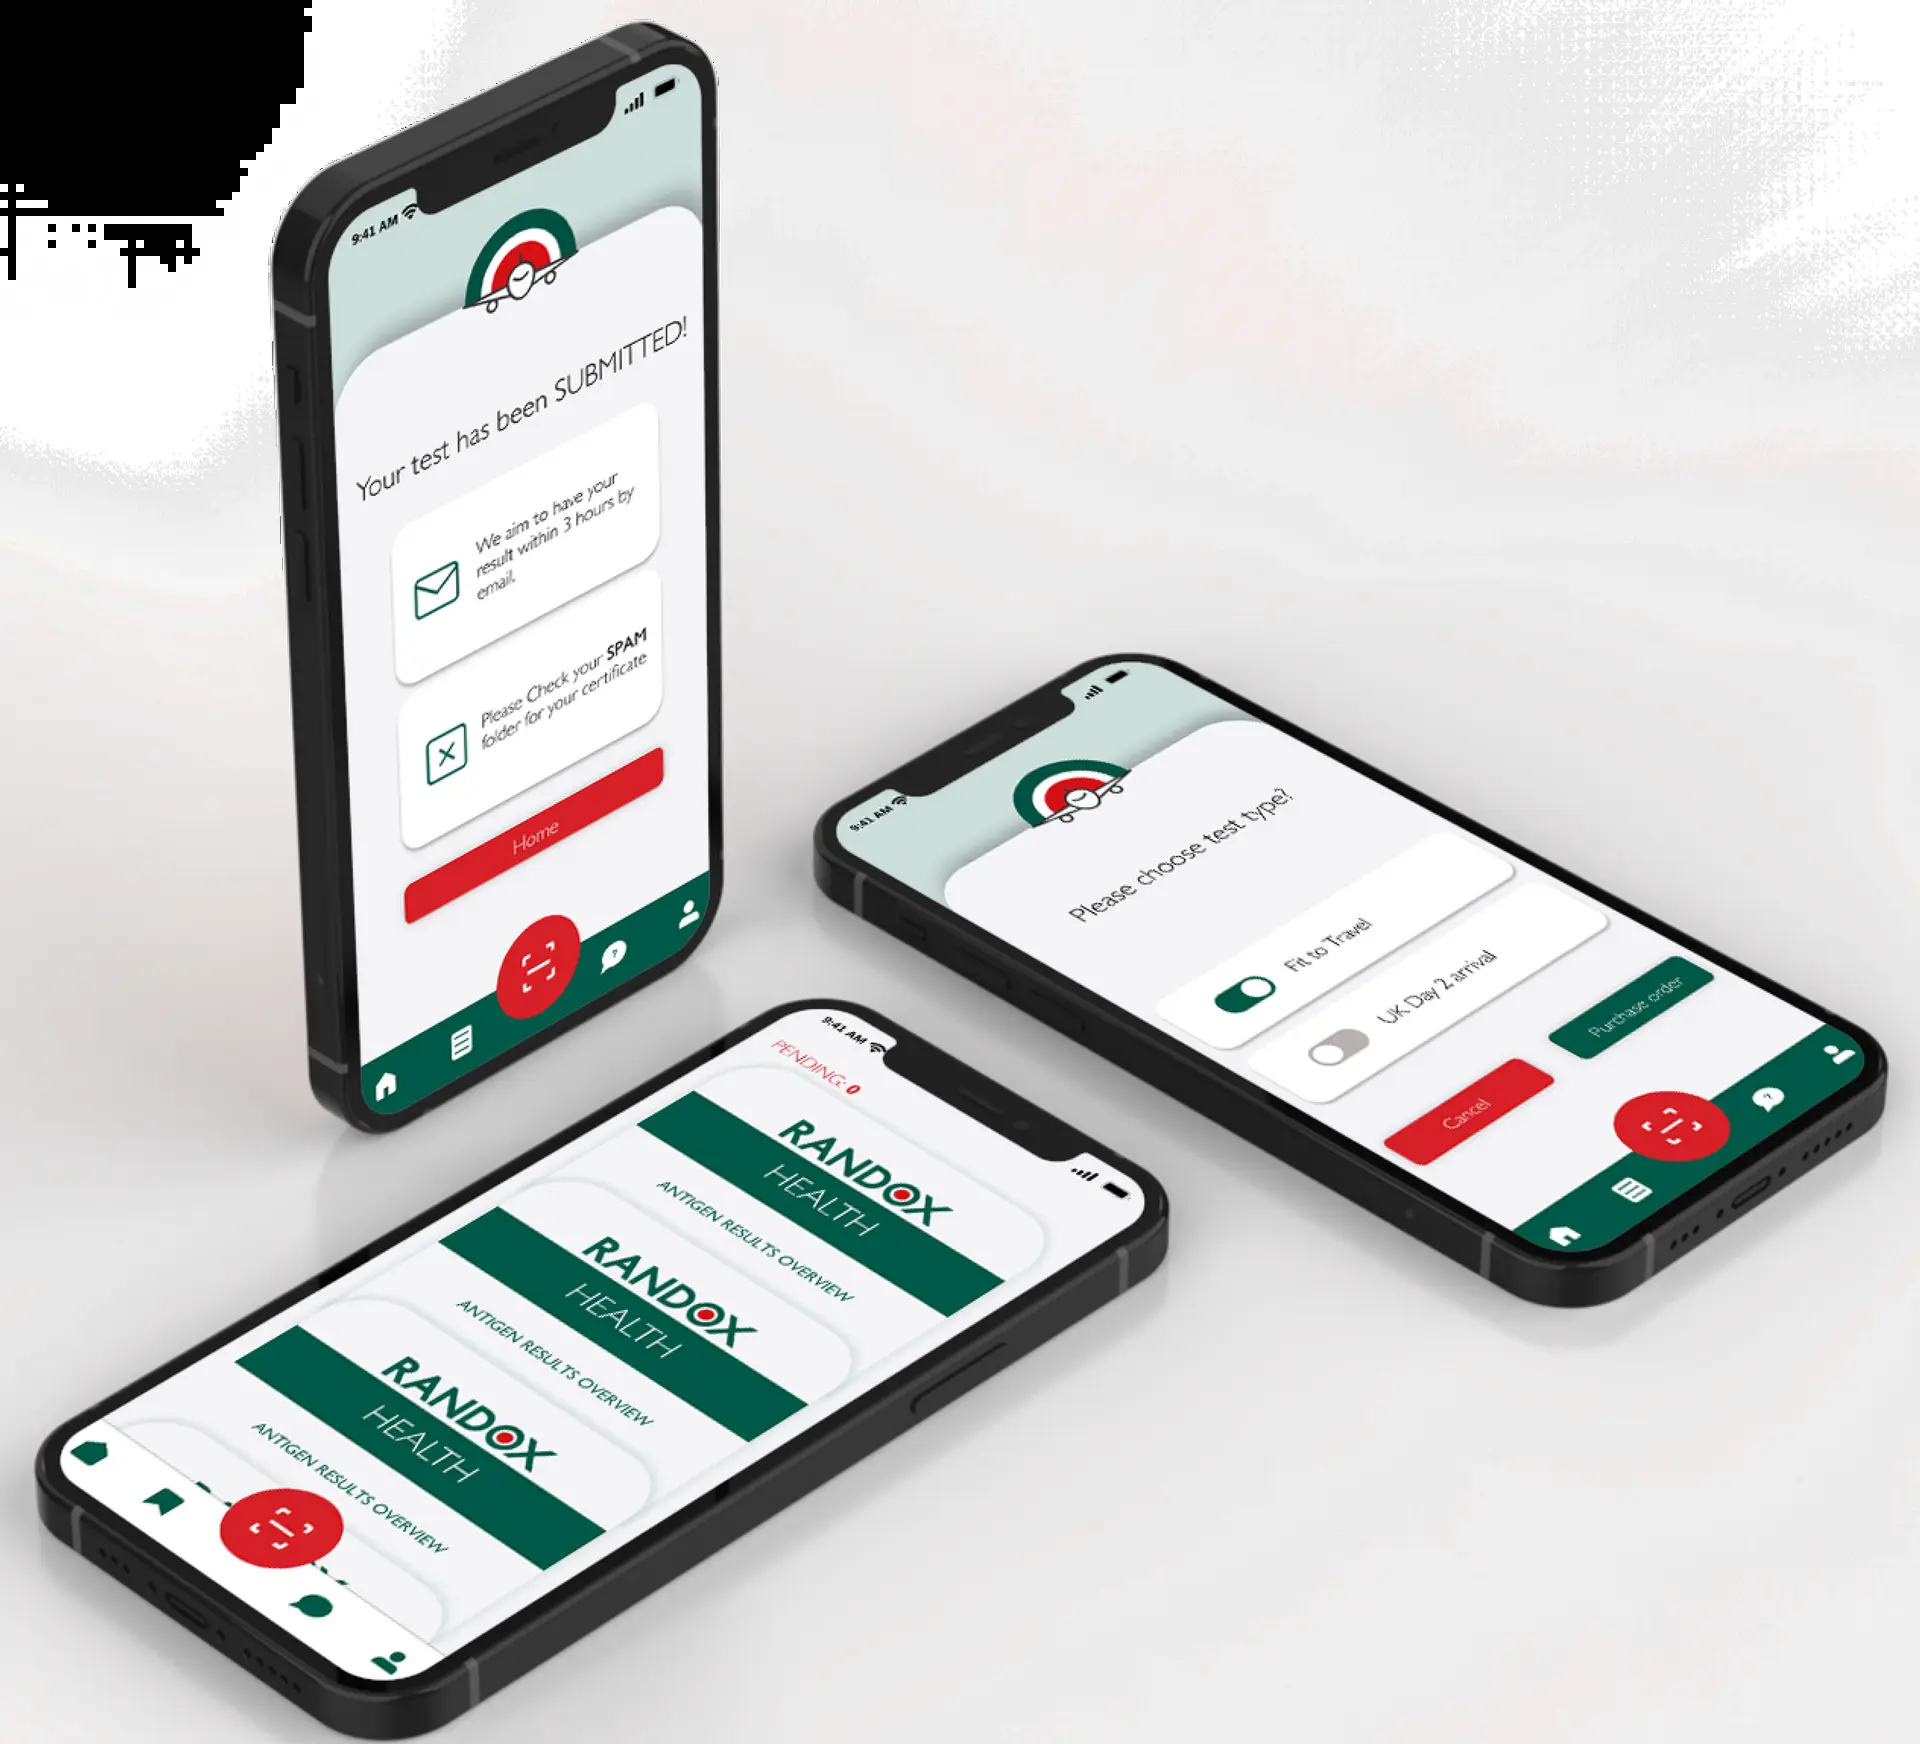 9:41 AM
Your test has been SUBMITTED!
We aim to have your
result within 3 hours by
email.
Please Check your SPAM
folder for your certificate
Home
9:41 AM
Please choose test type?
Fit to Travel
UK Day 2 arrival
Purchase order
Cancel
9:41 AM
PENDING: 0
RANDOX
HEALTH
ANTIGEN RESULTS OVERVIEW
RANDOX
HEALTH
ANTIGEN RESULTS OVERVIEW
RANDOX
HEALTH
ANTIGEN RESULTS OVERVIEW